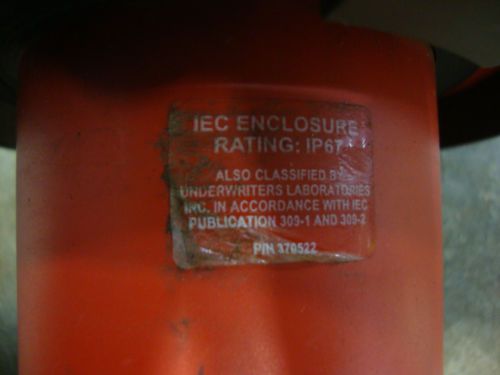 IEC ENCLOSURE
RATING: IP67
ALSO CLASSIFIED BY
UNDERWRITERS LABORATORIES
INC. IN ACCORDANCE WITH IEC
PUBLICATION 309-1 AND 309-2
P/N 370522